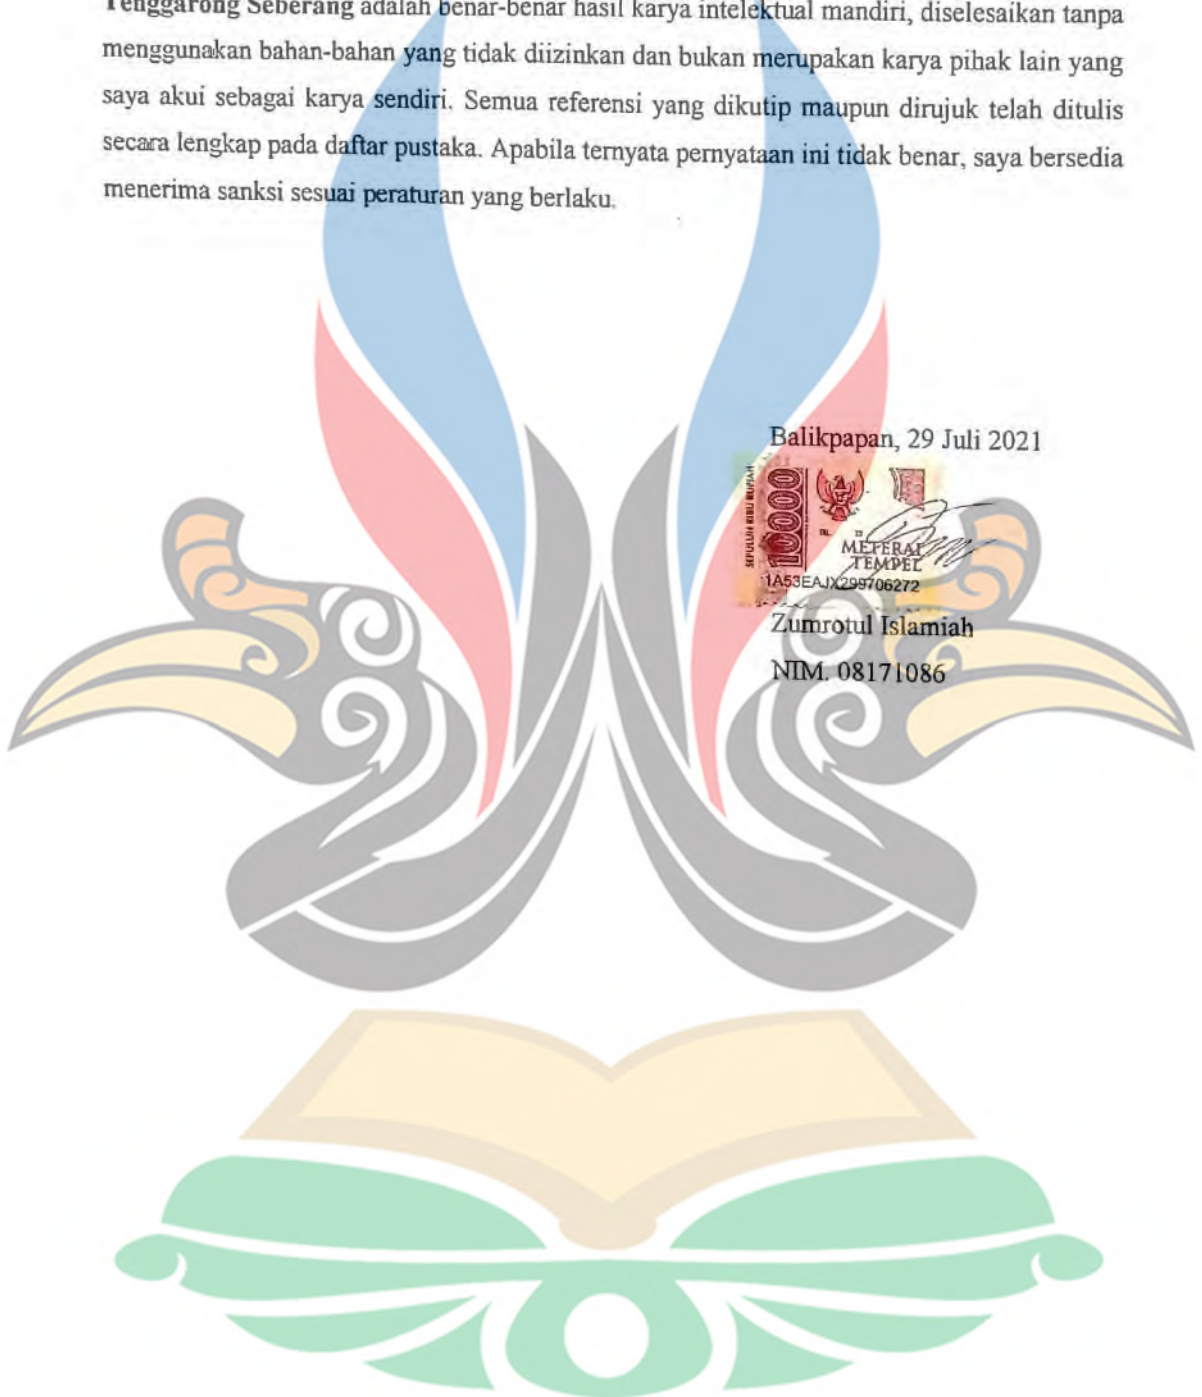 Tenggarong Seberang adalah benar-benar hasil karya intelektual mandiri, diselesaikan tanpa
menggunakan bahan-bahan yang tidak diizinkan dan bukan merupakan karya pihak lain yang
saya akui sebagai karya sendiri. Semua referensi yang dikutip maupun dirujuk telah ditulis
secara lengkap pada daftar pustaka. Apabila ternyata pernyataan ini tidak benar, saya bersedia
menerima sanksi sesuai peraturan yang berlaku.
Balikpapan, 29 Juli 2021
SEPULUH RIBU RUPIAH
10000
METERAI
TEMPEL
1A53EAJX299706272
Zumrotul Islamiah
NIM. 08171086